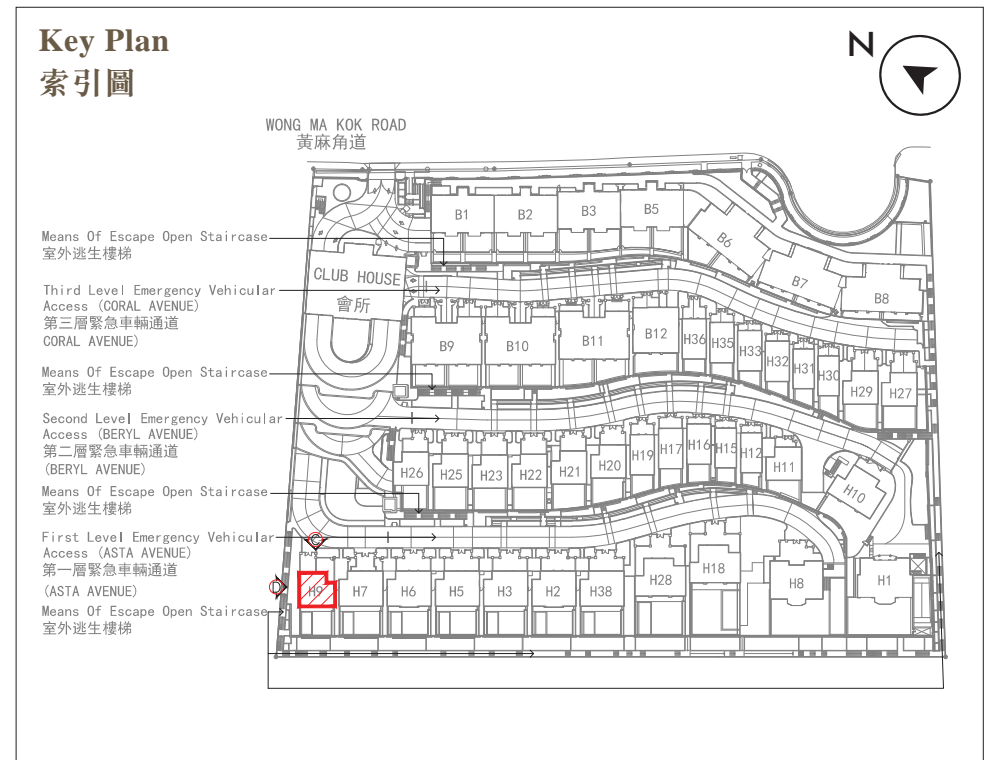 Key Plan
索引圖
N
WONG MA KOK ROAD
黃麻角道
B1
B2
B3
B5
B6
B7
B8
Means Of Escape Open Staircase
室外逃生樓梯
CLUB HOUSE
會所
Third Level Emergency Vehicular
Access (CORAL AVENUE)
第三層緊急車輛通道
CORAL AVENUE)
B9
B10
B11
B12
H36
H35
H33
H32
H31
H30
H29
H27
Means Of Escape Open Staircase
室外逃生樓梯
Second Level Emergency Vehicular
Access (BERYL AVENUE)
第二層緊急車輛通道
(BERYL AVENUE)
H26
H25
H23
H22
H21
H20
H19
H17
H16
H15
H12
H11
H10
Means Of Escape Open Staircase
室外逃生樓梯
First Level Emergency Vehicular
Access (ASTA AVENUE)
第一層緊急車輛通道
(ASTA AVENUE)
C
D
H9
H7
H6
H5
H3
H2
H38
H28
H18
H8
H1
Means Of Escape Open Staircase
室外逃生樓梯